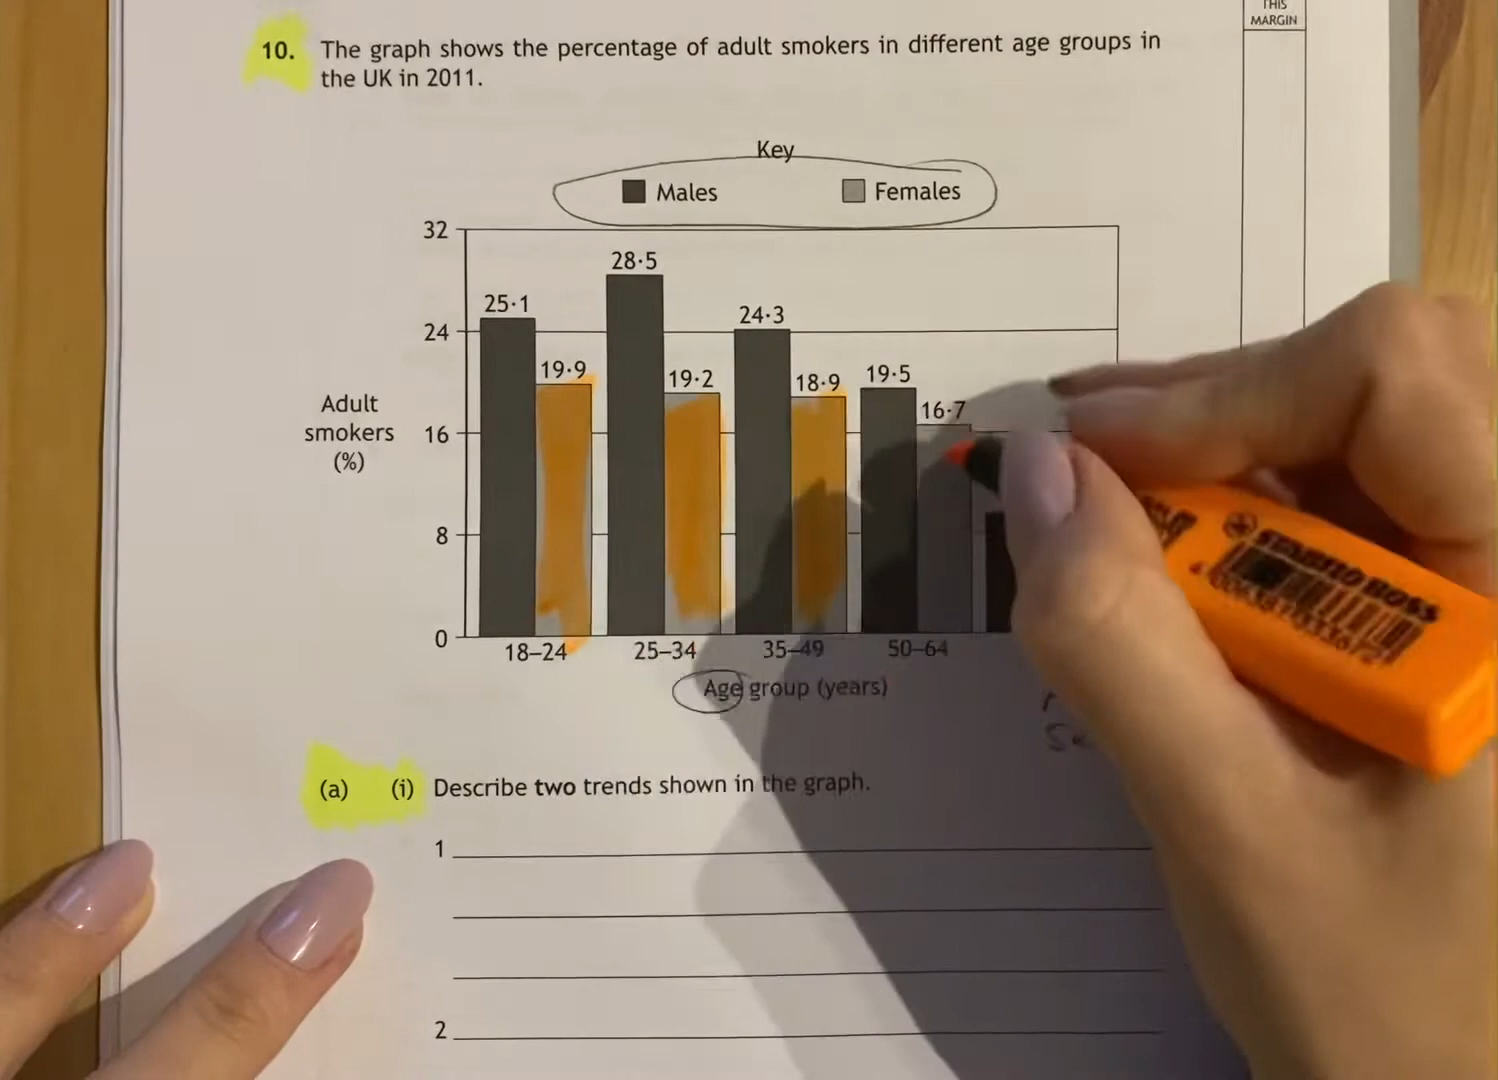 THIS
MARGIN
10. The graph shows the percentage of adult smokers in different age groups in
the UK in 2011.
Key
Males Females
32
24
16
8
0
Adult
smokers
(%)
25·1
19·9
28·5
19·2
24·3
18·9
19·5
16·7
18–24 25–34 35–49 50–64
Age group (years)
(a) (i) Describe two trends shown in the graph.
1
2
STABILO BOSS